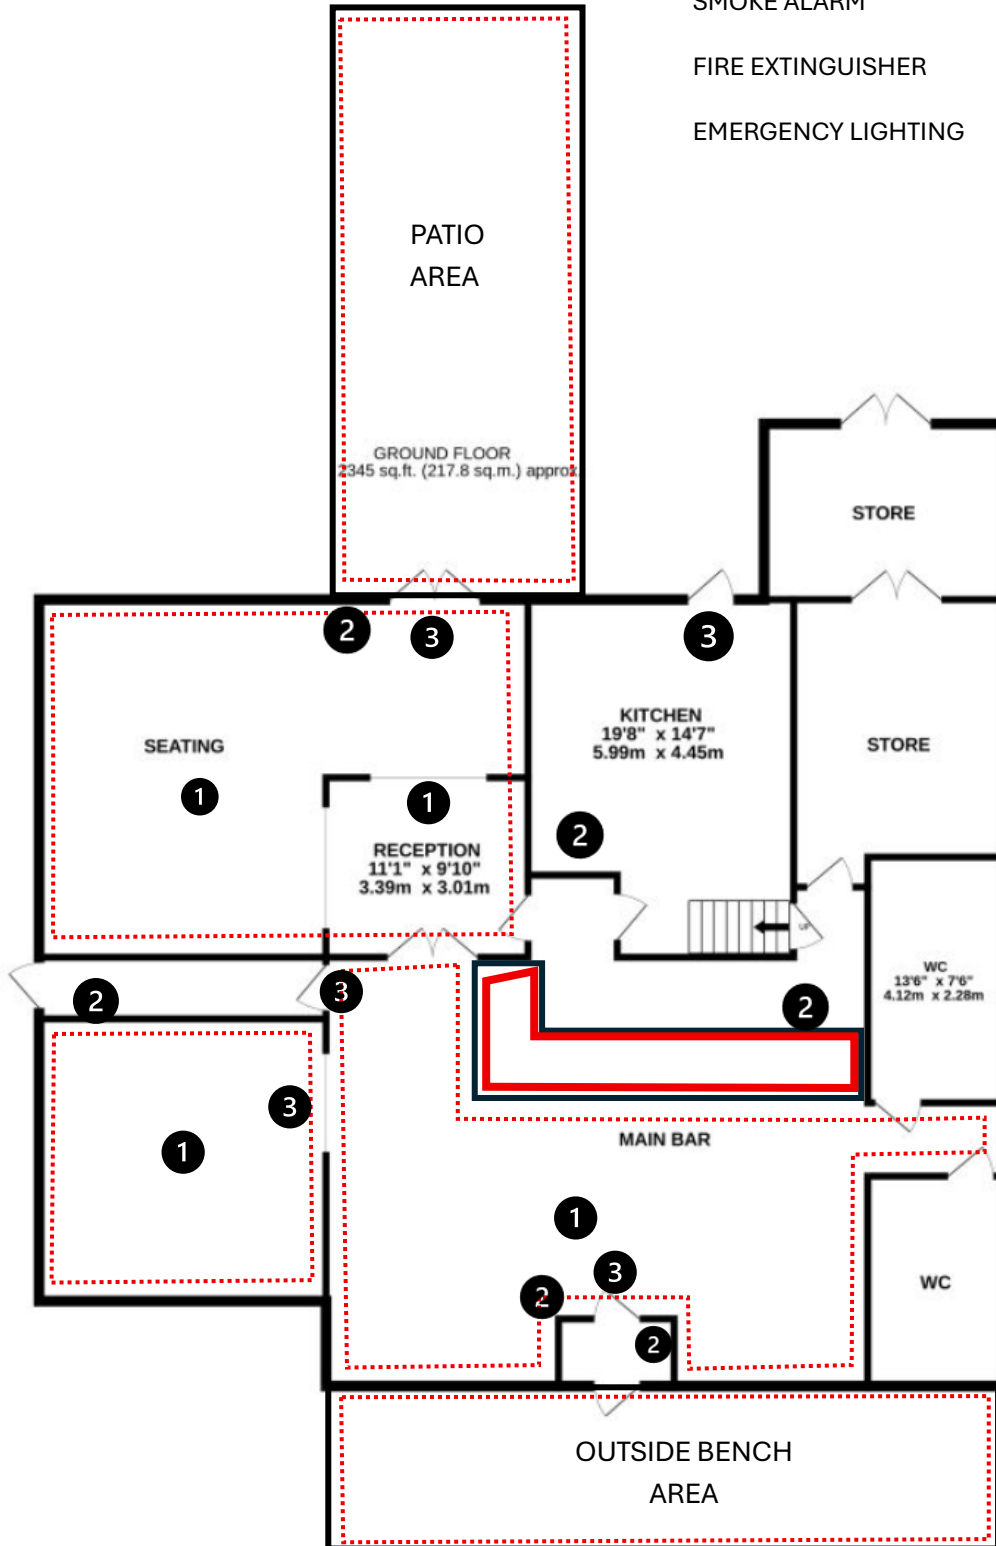 SMOKE ALARM
FIRE EXTINGUISHER
EMERGENCY LIGHTING
PATIO
AREA
GROUND FLOOR
2345 sq.ft. (217.8 sq.m.) approx.
STORE
2
3
3
KITCHEN
19'8" x 14'7"
5.99m x 4.45m
SEATING
STORE
1
1
2
RECEPTION
11'1" x 9'10"
3.39m x 3.01m
UP
WC
13'6" x 7'6"
4.12m x 2.28m
2
3
2
3
MAIN BAR
1
1
3
2
WC
2
OUTSIDE BENCH
AREA